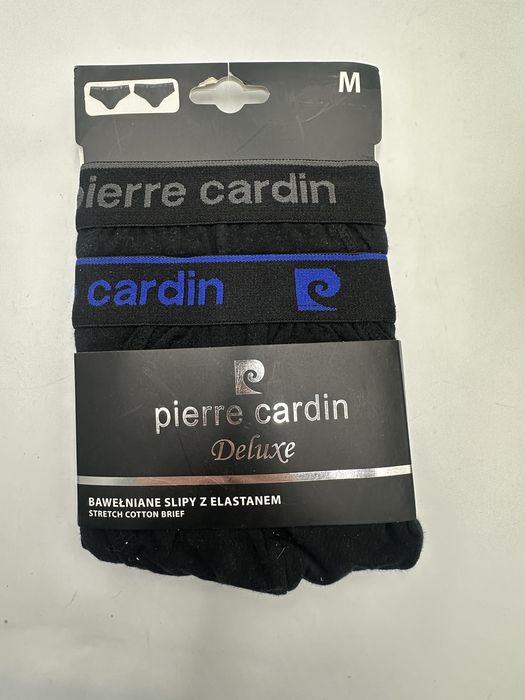 M
pierre cardin
cardin
pierre cardin
Deluxe
BAWEŁNIANE SLIPY Z ELASTANEM
STRETCH COTTON BRIEF